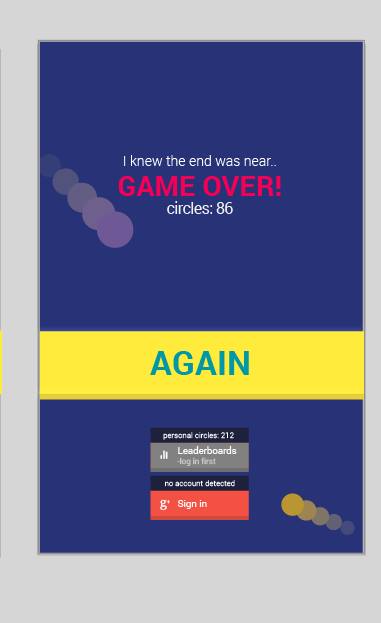 I knew the end was near..
GAME OVER!
circles: 86
AGAIN
personal circles: 212
Leaderboards
-log in first
no account detected
g+ Sign in